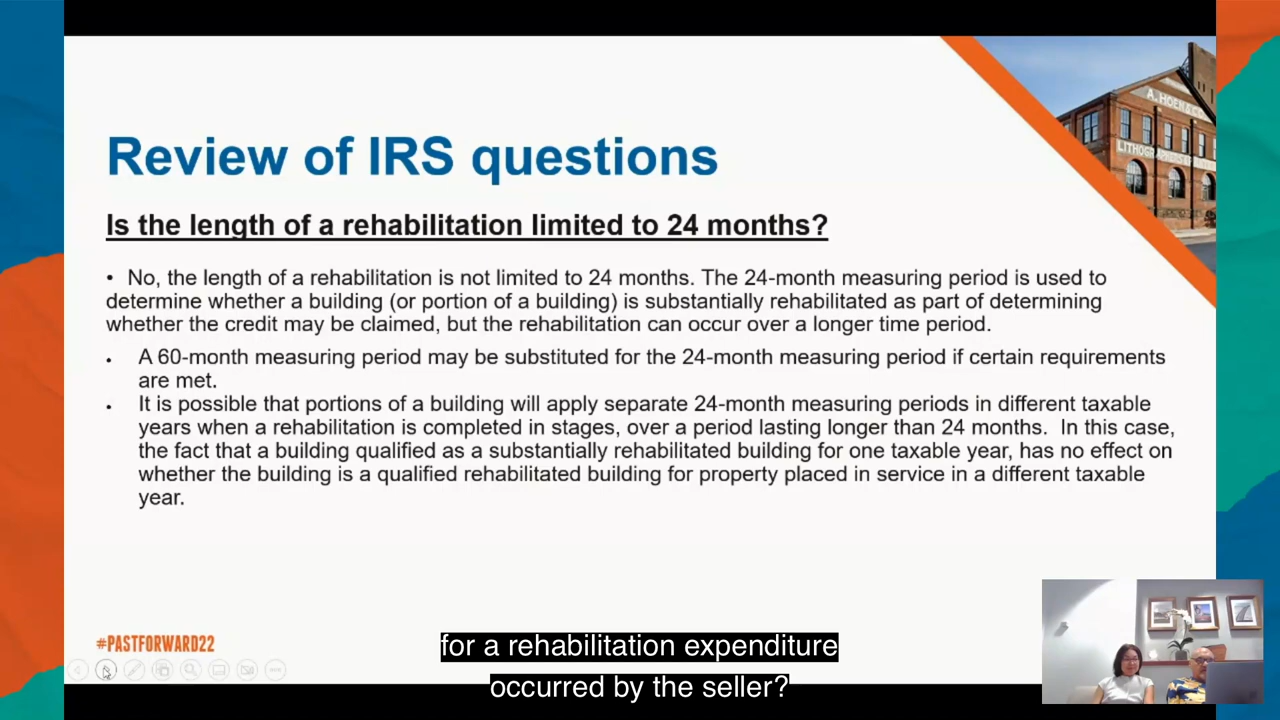 A. HOEN & CO.
LITHOGRAPHERS
Review of IRS questions
Is the length of a rehabilitation limited to 24 months?
• No, the length of a rehabilitation is not limited to 24 months. The 24-month measuring period is used to
determine whether a building (or portion of a building) is substantially rehabilitated as part of determining
whether the credit may be claimed, but the rehabilitation can occur over a longer time period.
• A 60-month measuring period may be substituted for the 24-month measuring period if certain requirements
are met.
• It is possible that portions of a building will apply separate 24-month measuring periods in different taxable
years when a rehabilitation is completed in stages, over a period lasting longer than 24 months. In this case,
the fact that a building qualified as a substantially rehabilitated building for one taxable year, has no effect on
whether the building is a qualified rehabilitated building for property placed in service in a different taxable
year.
#PASTFORWARD22
for a rehabilitation expenditure
occurred by the seller?